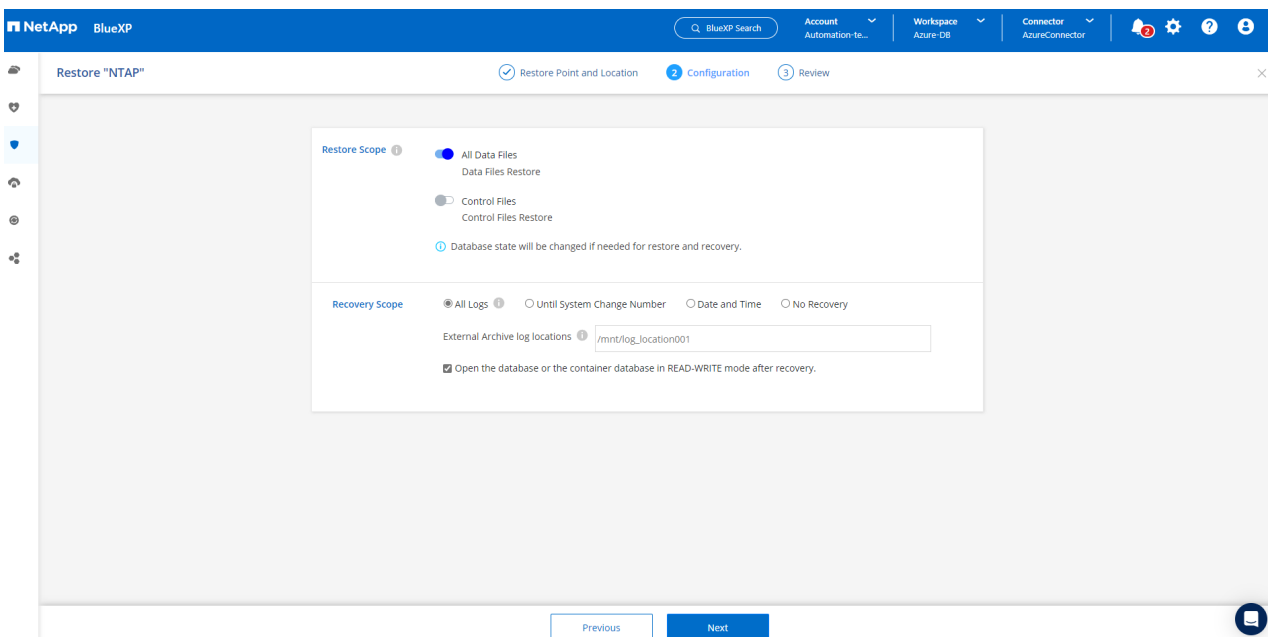 NetApp BlueXP
BlueXP Search
Account
Automation-te...
Workspace
Azure-DB
Connector
AzureConnector
2
Restore "NTAP"
Restore Point and Location
2 Configuration
3 Review
Restore Scope
All Data Files
Data Files Restore
Control Files
Control Files Restore
Database state will be changed if needed for restore and recovery.
Recovery Scope
All Logs
Until System Change Number
Date and Time
No Recovery
External Archive log locations
/mnt/log_location001
Open the database or the container database in READ-WRITE mode after recovery.
Previous
Next